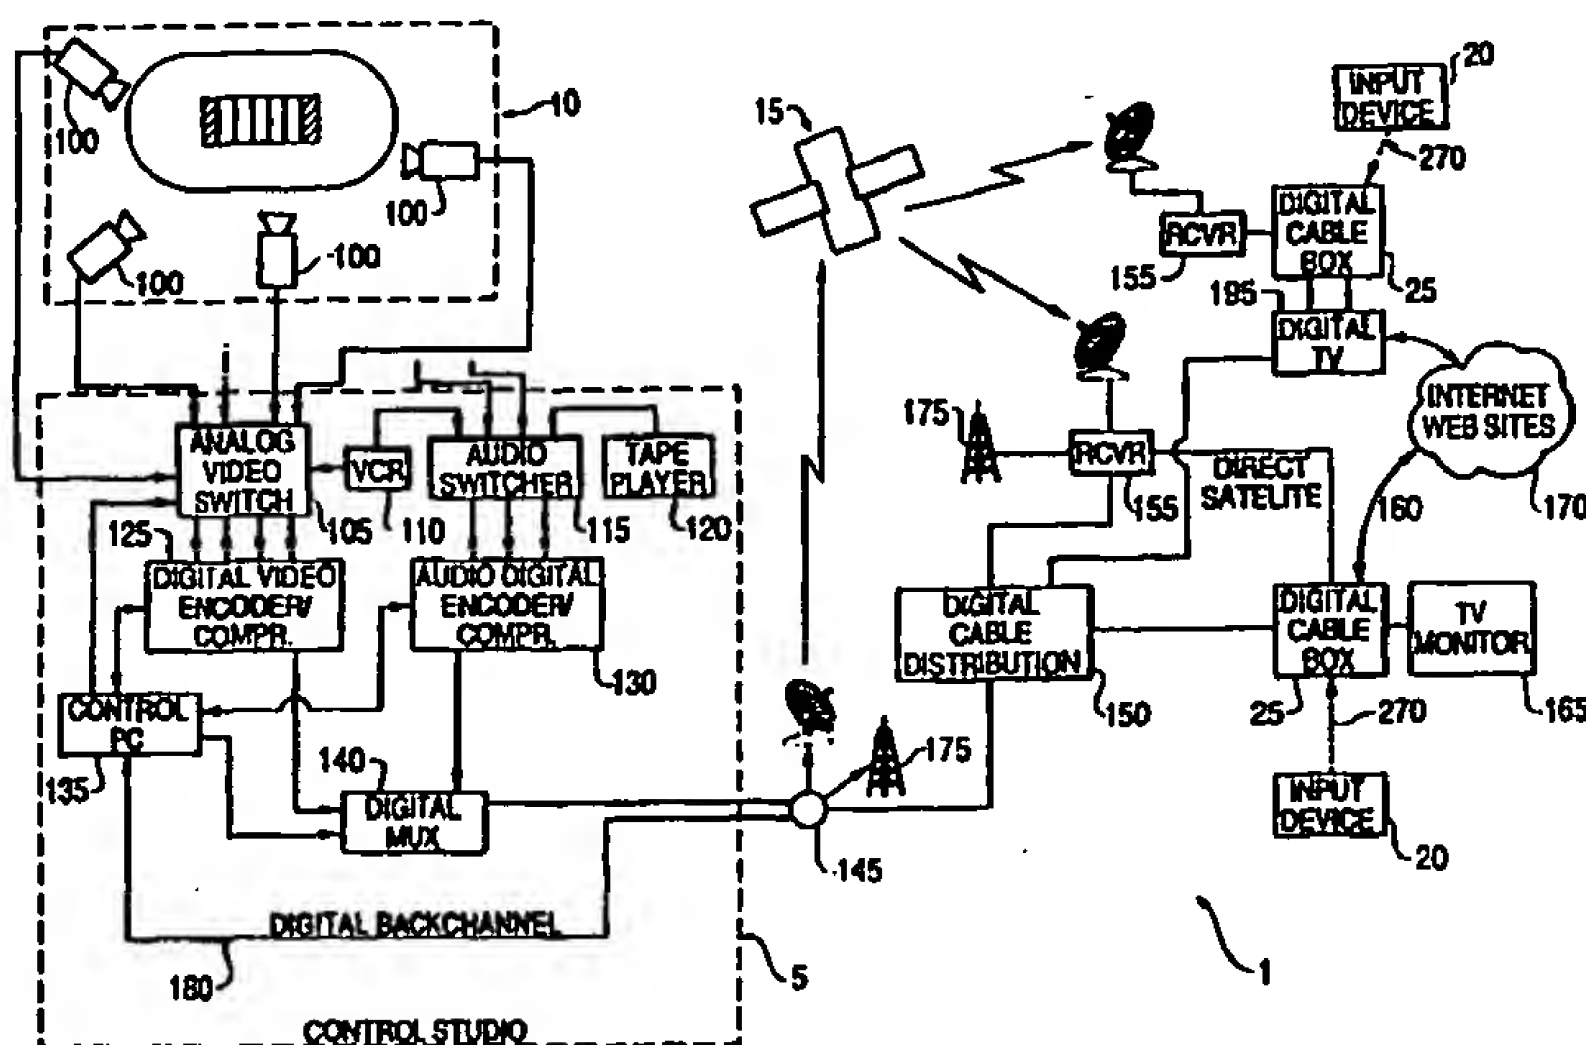 100
10
100
100
100
15
INPUT
DEVICE
20
270
DIGITAL
CABLE
BOX
25
RCVR
155
195
DIGITAL
TV
INTERNET
WEB SITES
170
160
175
RCVR
155
DIRECT
SATELITE
ANALOG
VIDEO
SWITCH
105
VCR
110
AUDIO
SWITCHER
115
TAPE
PLAYER
120
125
DIGITAL VIDEO
ENCODER/
COMPR.
AUDIO DIGITAL
ENCODER/
COMPR.
130
CONTROL
PC
135
140
DIGITAL
MUX
DIGITAL BACKCHANNEL
180
CONTROL STUDIO
5
145
175
DIGITAL
CABLE
DISTRIBUTION
150
DIGITAL
CABLE
BOX
25
TV
MONITOR
165
270
INPUT
DEVICE
20
1